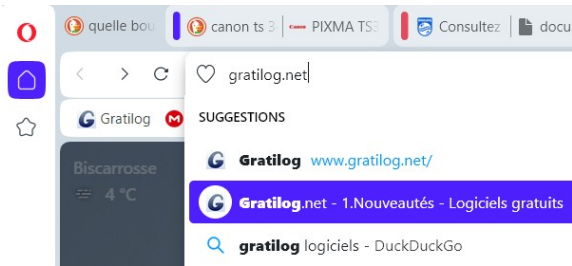 quelle bou
canon ts 3
PIXMA TS3
Consultez
docu
gratilog.net
Gratilog
SUGGESTIONS
Biscarrosse
4 °C
Gratilog www.gratilog.net/
Gratilog.net - 1.Nouveautés - Logiciels gratuits
gratilog logiciels - DuckDuckGo